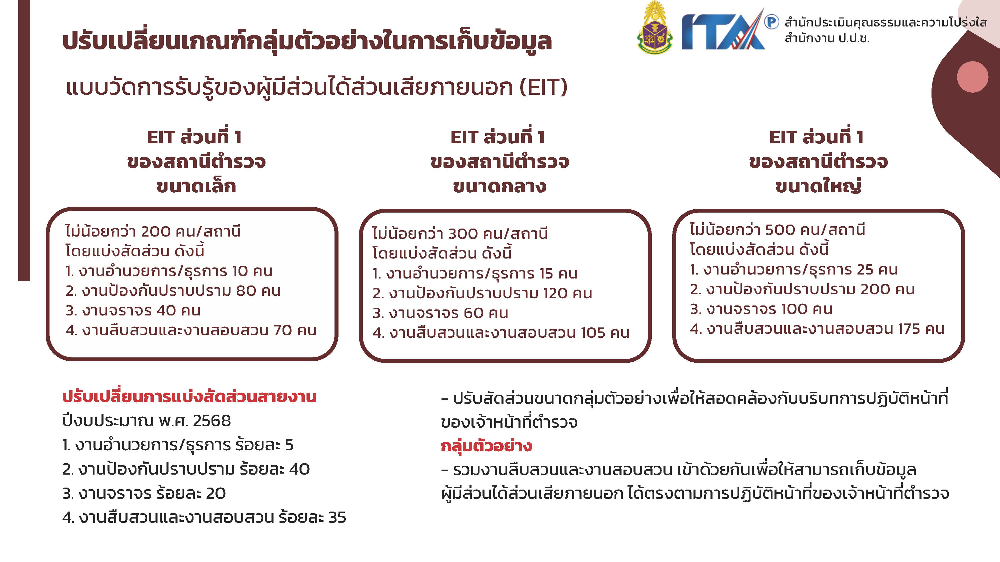 ปรับเปลี่ยนเกณฑ์กลุ่มตัวอย่างในการเก็บข้อมูล
ITA P
สำนักประเมินคุณธรรมและความโปร่งใส
สำนักงาน ป.ป.ช.
แบบวัดการรับรู้ของผู้มีส่วนได้ส่วนเสียภายนอก (EIT)
EIT ส่วนที่ 1
ของสถานีตำรวจ
ขนาดเล็ก
ไม่น้อยกว่า 200 คน/สถานี
โดยแบ่งสัดส่วน ดังนี้
1. งานอำนวยการ/ธุรการ 10 คน
2. งานป้องกันปราบปราม 80 คน
3. งานจราจร 40 คน
4. งานสืบสวนและงานสอบสวน 70 คน
EIT ส่วนที่ 1
ของสถานีตำรวจ
ขนาดกลาง
ไม่น้อยกว่า 300 คน/สถานี
โดยแบ่งสัดส่วน ดังนี้
1. งานอำนวยการ/ธุรการ 15 คน
2. งานป้องกันปราบปราม 120 คน
3. งานจราจร 60 คน
4. งานสืบสวนและงานสอบสวน 105 คน
EIT ส่วนที่ 1
ของสถานีตำรวจ
ขนาดใหญ่
ไม่น้อยกว่า 500 คน/สถานี
โดยแบ่งสัดส่วน ดังนี้
1. งานอำนวยการ/ธุรการ 25 คน
2. งานป้องกันปราบปราม 200 คน
3. งานจราจร 100 คน
4. งานสืบสวนและงานสอบสวน 175 คน
ปรับเปลี่ยนการแบ่งสัดส่วนสายงาน
ปีงบประมาณ พ.ศ. 2568
1. งานอำนวยการ/ธุรการ ร้อยละ 5
2. งานป้องกันปราบปราม ร้อยละ 40
3. งานจราจร ร้อยละ 20
4. งานสืบสวนและงานสอบสวน ร้อยละ 35
- ปรับสัดส่วนขนาดกลุ่มตัวอย่างเพื่อให้สอดคล้องกับบริบทการปฏิบัติหน้าที่
ของเจ้าหน้าที่ตำรวจ
กลุ่มตัวอย่าง
- รวมงานสืบสวนและงานสอบสวน เข้าด้วยกันเพื่อให้สามารถเก็บข้อมูล
ผู้มีส่วนได้ส่วนเสียภายนอก ได้ตรงตามการปฏิบัติหน้าที่ของเจ้าหน้าที่ตำรวจ